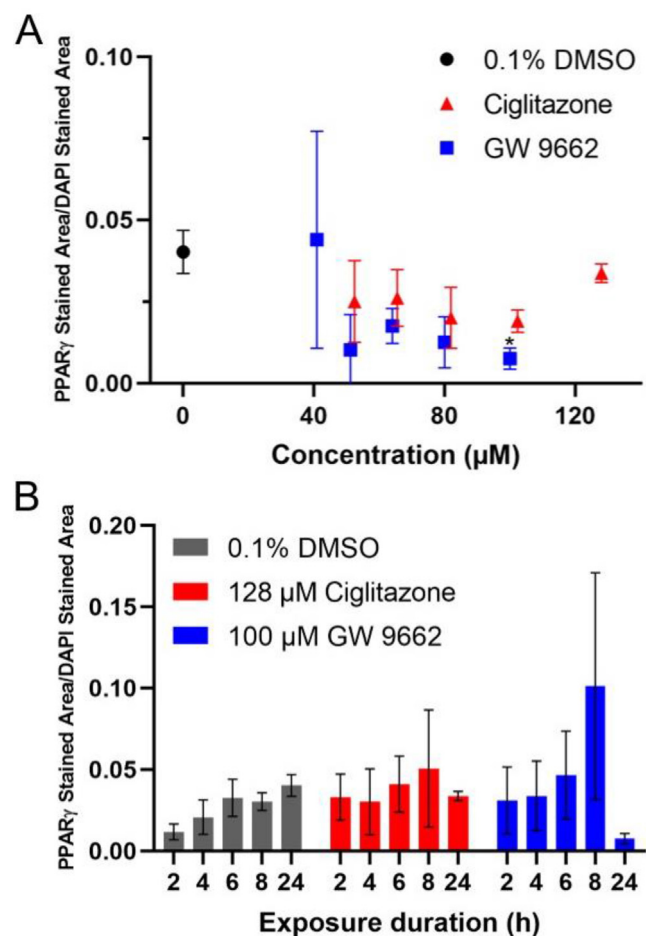 A
PPARγ Stained Area/DAPI Stained Area
0.10
0.05
0.00
0.1% DMSO
Ciglitazone
GW 9662
*
0 40 80 120
Concentration (µM)
B
PPARγ Stained Area/DAPI Stained Area
0.20
0.15
0.10
0.05
0.00
0.1% DMSO
128 µM Ciglitazone
100 µM GW 9662
2 4 6 8 24 2 4 6 8 24 2 4 6 8 24
Exposure duration (h)